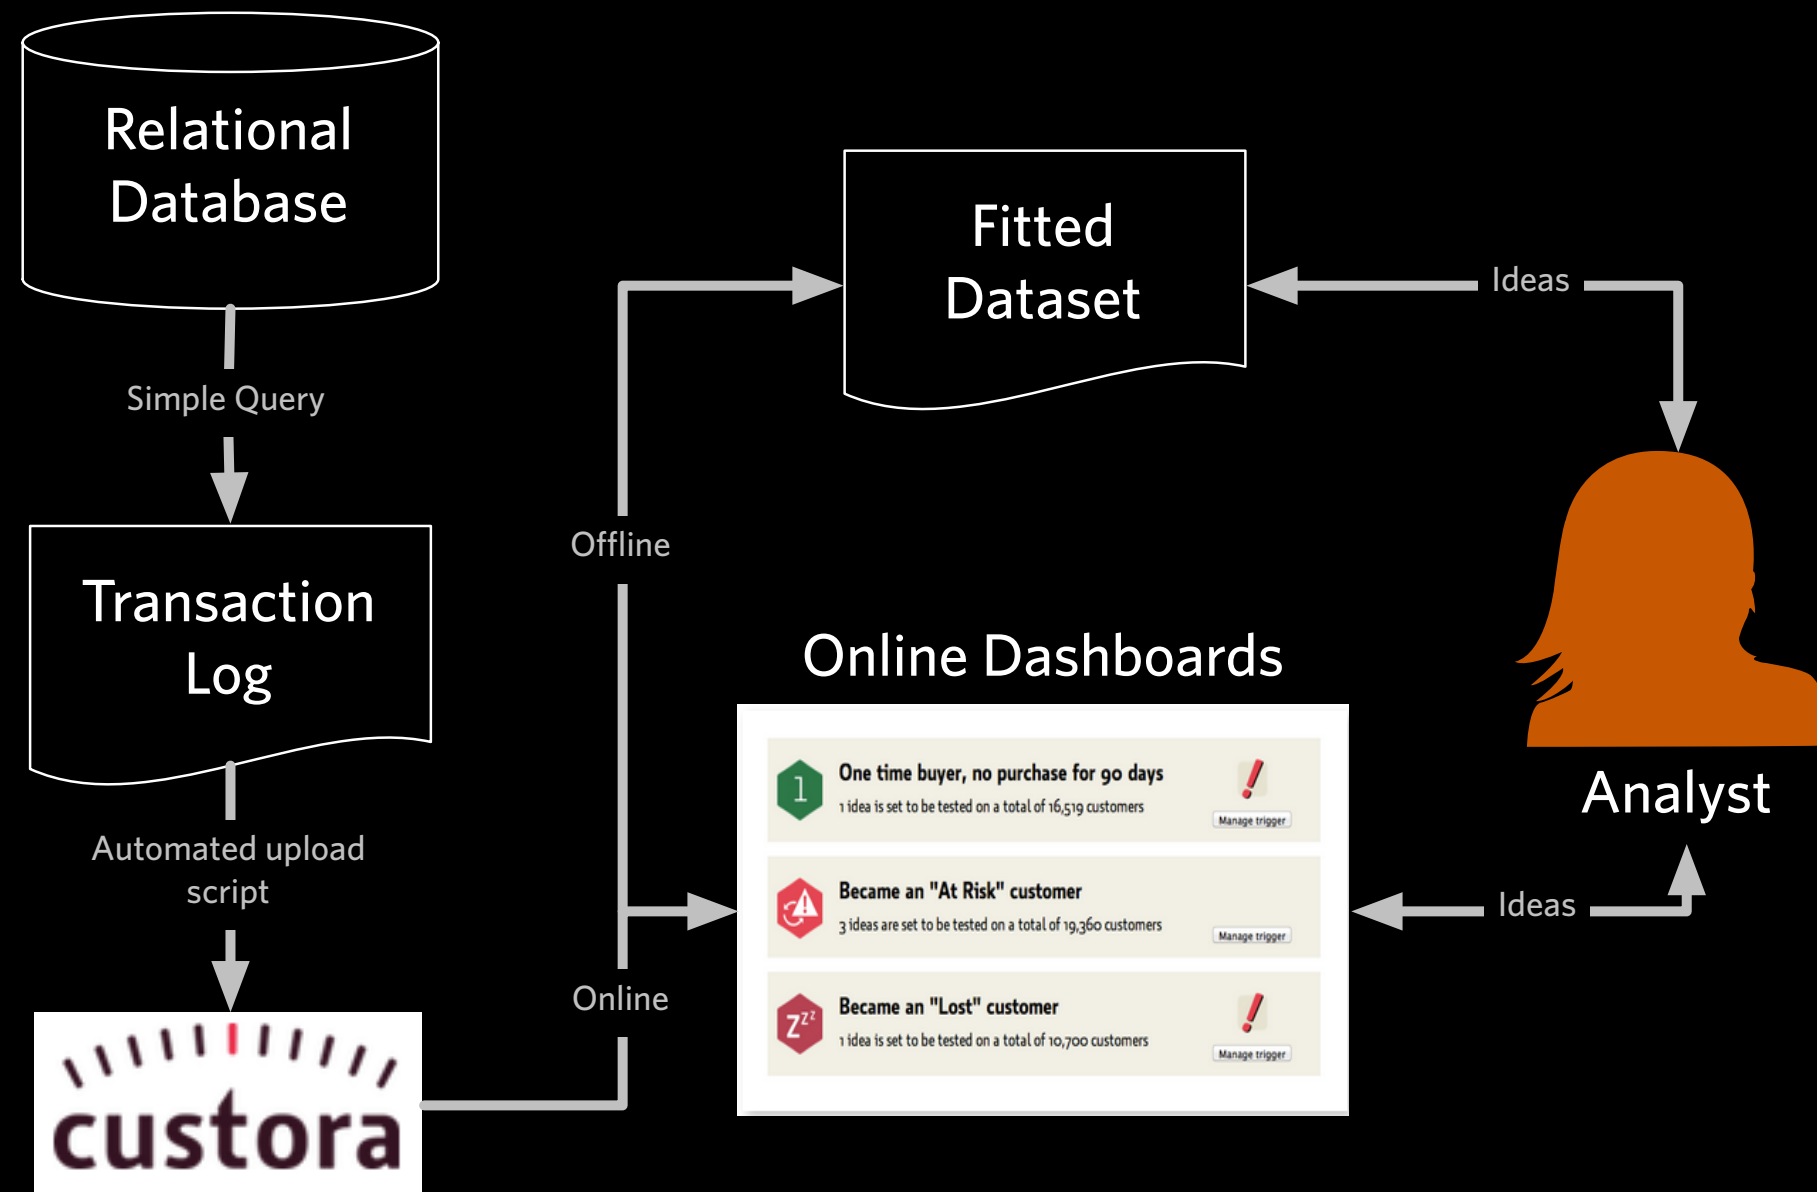 Relational
Database
Simple Query
Transaction
Log
Automated upload
script
custora
Offline
Online
Fitted
Dataset
Ideas
Online Dashboards
1
One time buyer, no purchase for 90 days
1 idea is set to be tested on a total of 16,519 customers
Manage trigger
Became an "At Risk" customer
3 ideas are set to be tested on a total of 19,360 customers
Manage trigger
zzz
Became an "Lost" customer
1 idea is set to be tested on a total of 10,700 customers
Manage trigger
Analyst
Ideas